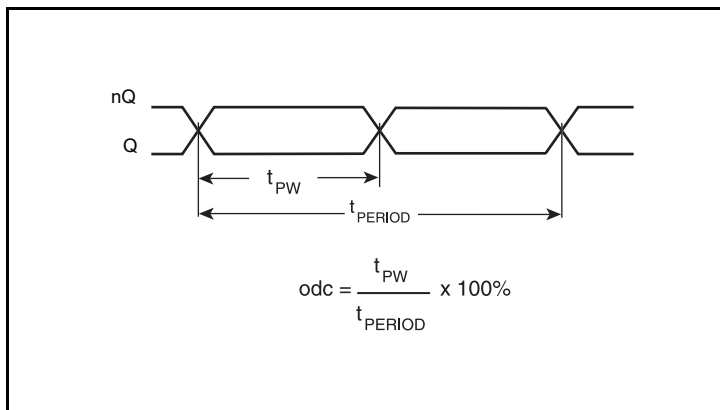 nQ
Q
tPW
tPERIOD
odc = tPW / tPERIOD x 100%